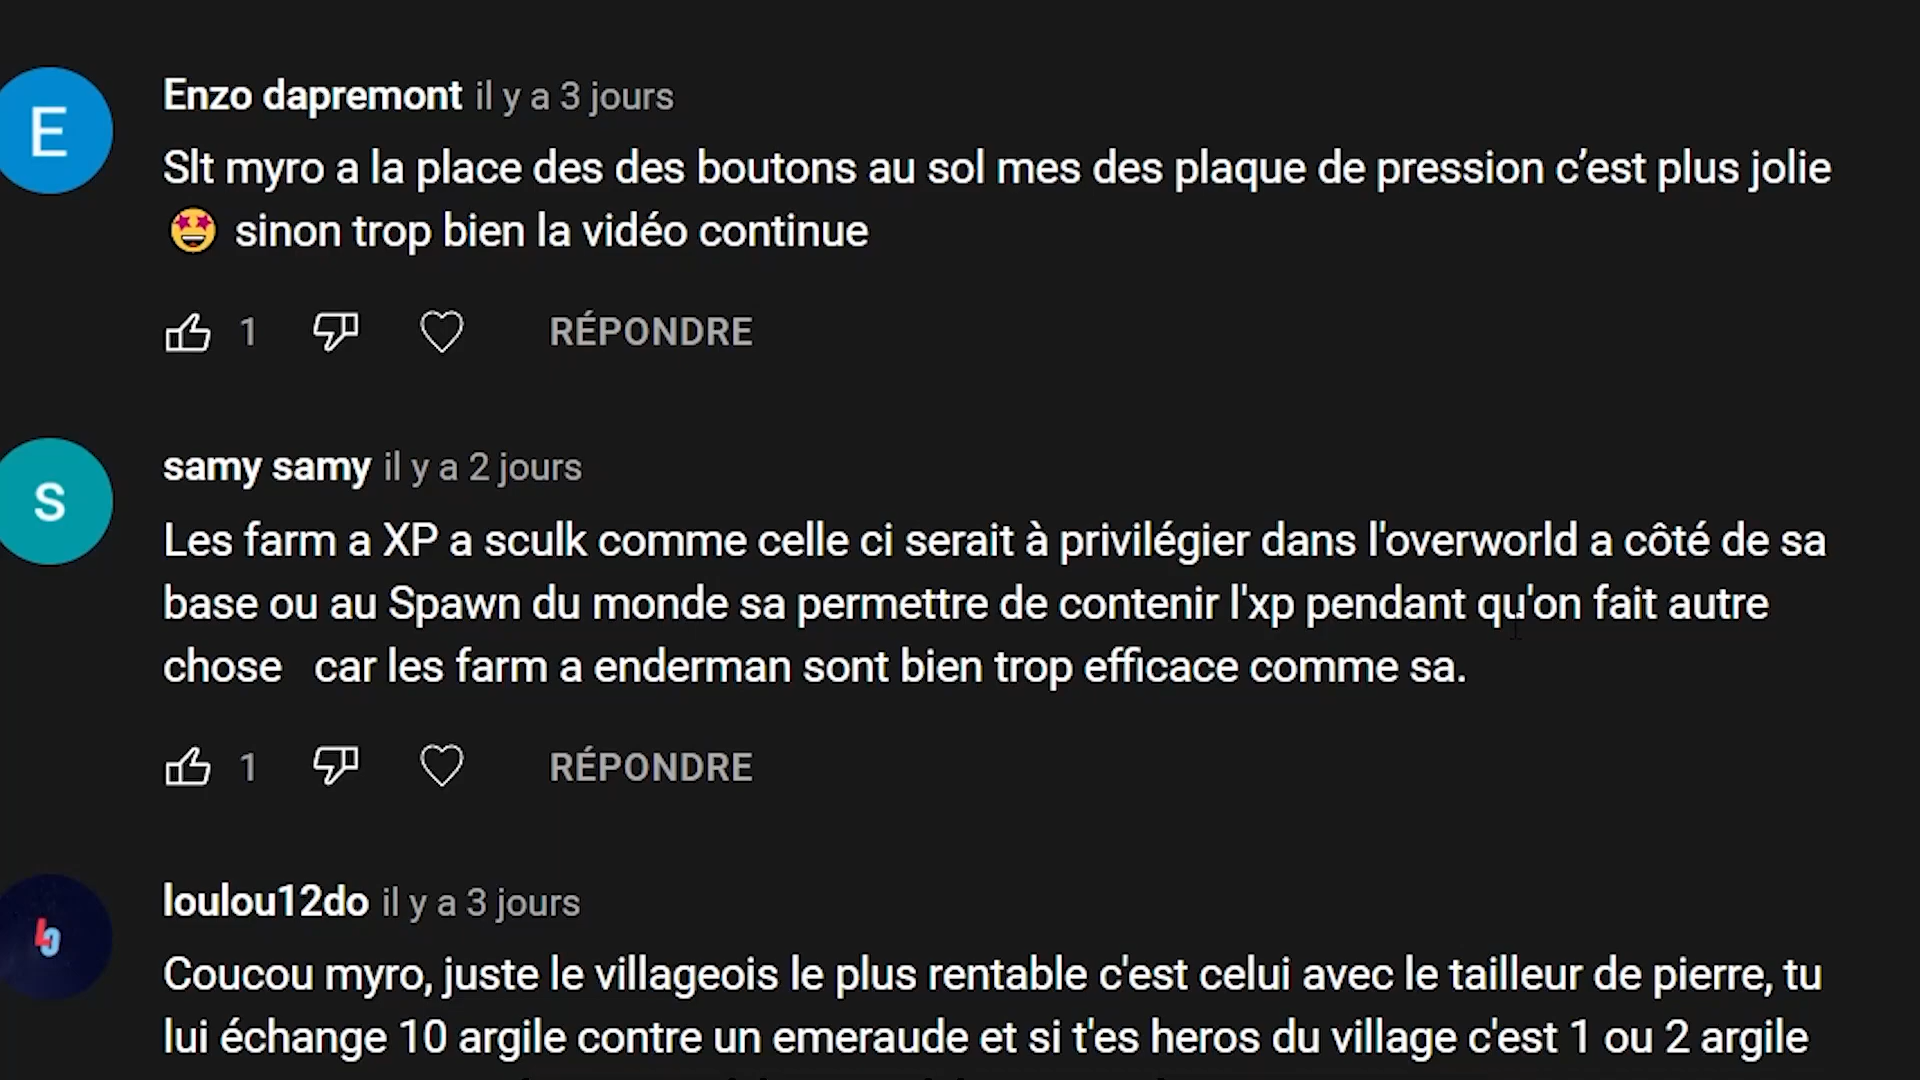 E
Enzo dapremont il y a 3 jours
Slt myro a la place des des boutons au sol mes des plaque de pression c’est plus jolie
🤩 sinon trop bien la vidéo continue
1 RÉPONDRE
s
samy samy il y a 2 jours
Les farm a XP a sculk comme celle ci serait à privilégier dans l'overworld a côté de sa
base ou au Spawn du monde sa permettre de contenir l'xp pendant qu'on fait autre
chose car les farm a enderman sont bien trop efficace comme sa.
1 RÉPONDRE
loulou12do il y a 3 jours
Coucou myro, juste le villageois le plus rentable c'est celui avec le tailleur de pierre, tu
lui échange 10 argile contre un emeraude et si t'es heros du village c'est 1 ou 2 argile